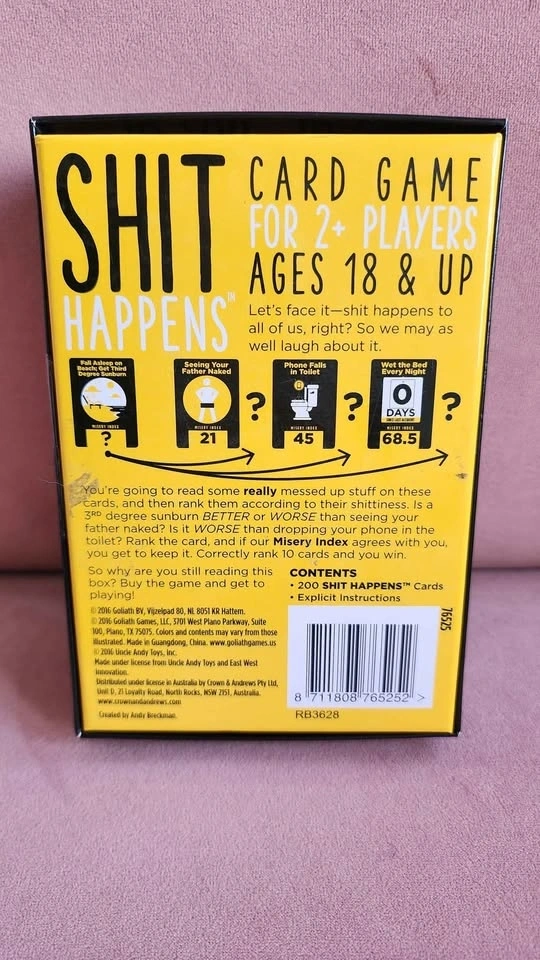 SHIT
HAPPENS™
CARD GAME
FOR 2+ PLAYERS
AGES 18 & UP
Let's face it—shit happens to
all of us, right? So we may as
well laugh about it.
Fall Asleep on
Beach; Get Third
Degree Sunburn
MISERY INDEX
?
Seeing Your
Father Naked
MISERY INDEX
21
?
Phone Falls
in Toilet
MISERY INDEX
45
?
Wet the Bed
Every Night
0
DAYS
SINCE LAST ACCIDENT
MISERY INDEX
68.5
?
You're going to read some really messed up stuff on these
cards, and then rank them according to their shittiness. Is a
3RD degree sunburn BETTER or WORSE than seeing your
father naked? Is it WORSE than dropping your phone in the
toilet? Rank the card, and if our Misery Index agrees with you,
you get to keep it. Correctly rank 10 cards and you win.
So why are you still reading this
box? Buy the game and get to
playing!
© 2016 Goliath BV, Vijzelpad 80, NL 8051 KR Hattem.
© 2016 Goliath Games, LLC, 3701 West Plano Parkway, Suite
100, Plano, TX 75075. Colors and contents may vary from those
illustrated. Made in Guangdong, China. www.goliathgames.us
© 2016 Uncle Andy Toys, Inc.
Made under license from Uncle Andy Toys and East West
Innovation.
Distributed under license in Australia by Crown & Andrews Pty Ltd,
Unit D, 21 Loyalty Road, North Rocks, NSW 2151, Australia.
www.crownandandrews.com
Created by Andy Breckman.
CONTENTS
• 200 SHIT HAPPENS™ Cards
• Explicit Instructions
76525
8 711808 765252 >
RB3628